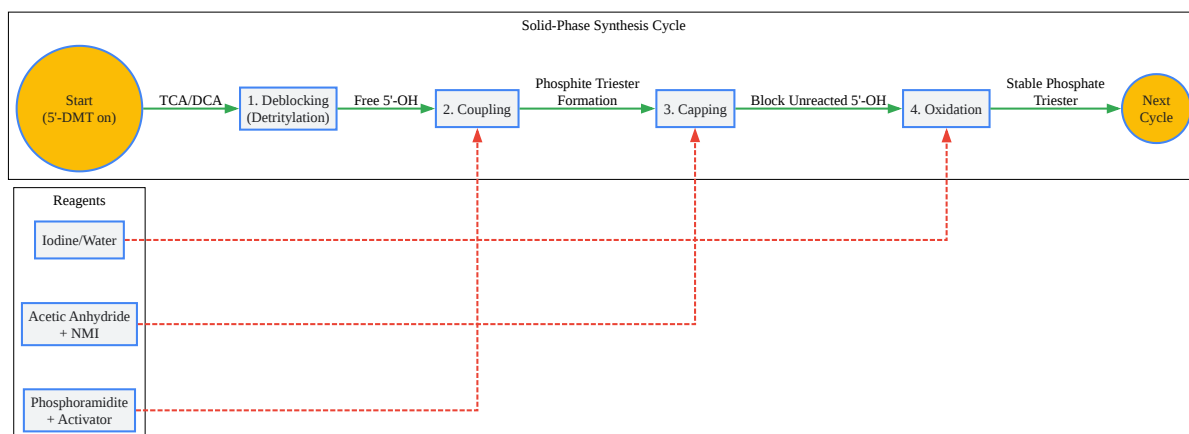 Solid-Phase Synthesis Cycle
Start
(5'-DMT on)
TCA/DCA
1. Deblocking
(Detritylation)
Free 5'-OH
2. Coupling
Phosphite Triester
Formation
3. Capping
Block Unreacted 5'-OH
4. Oxidation
Stable Phosphate
Triester
Next
Cycle
Reagents
Iodine/Water
Acetic Anhydride
+ NMI
Phosphoramidite
+ Activator